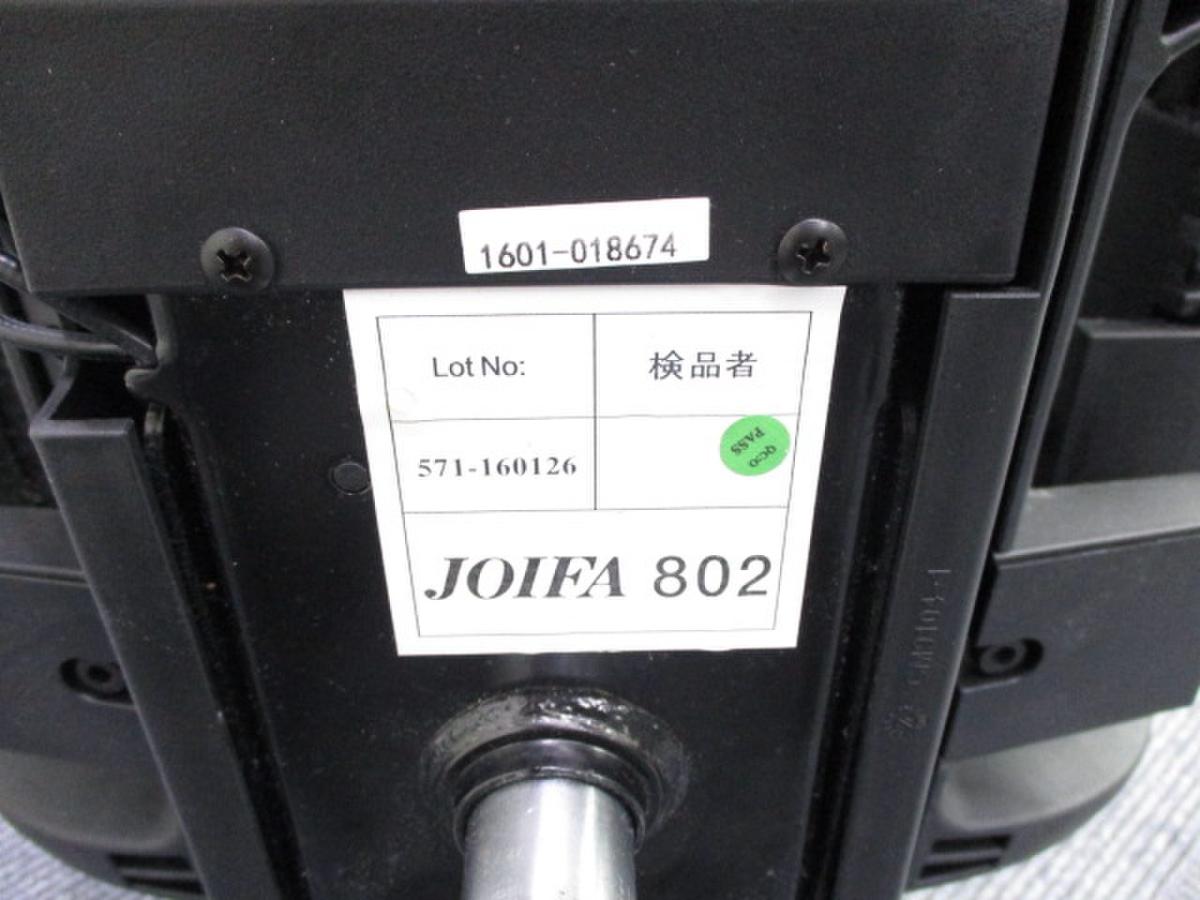 1601-018674
Lot No:
検品者
571-160126
PASS
JOIFA 802